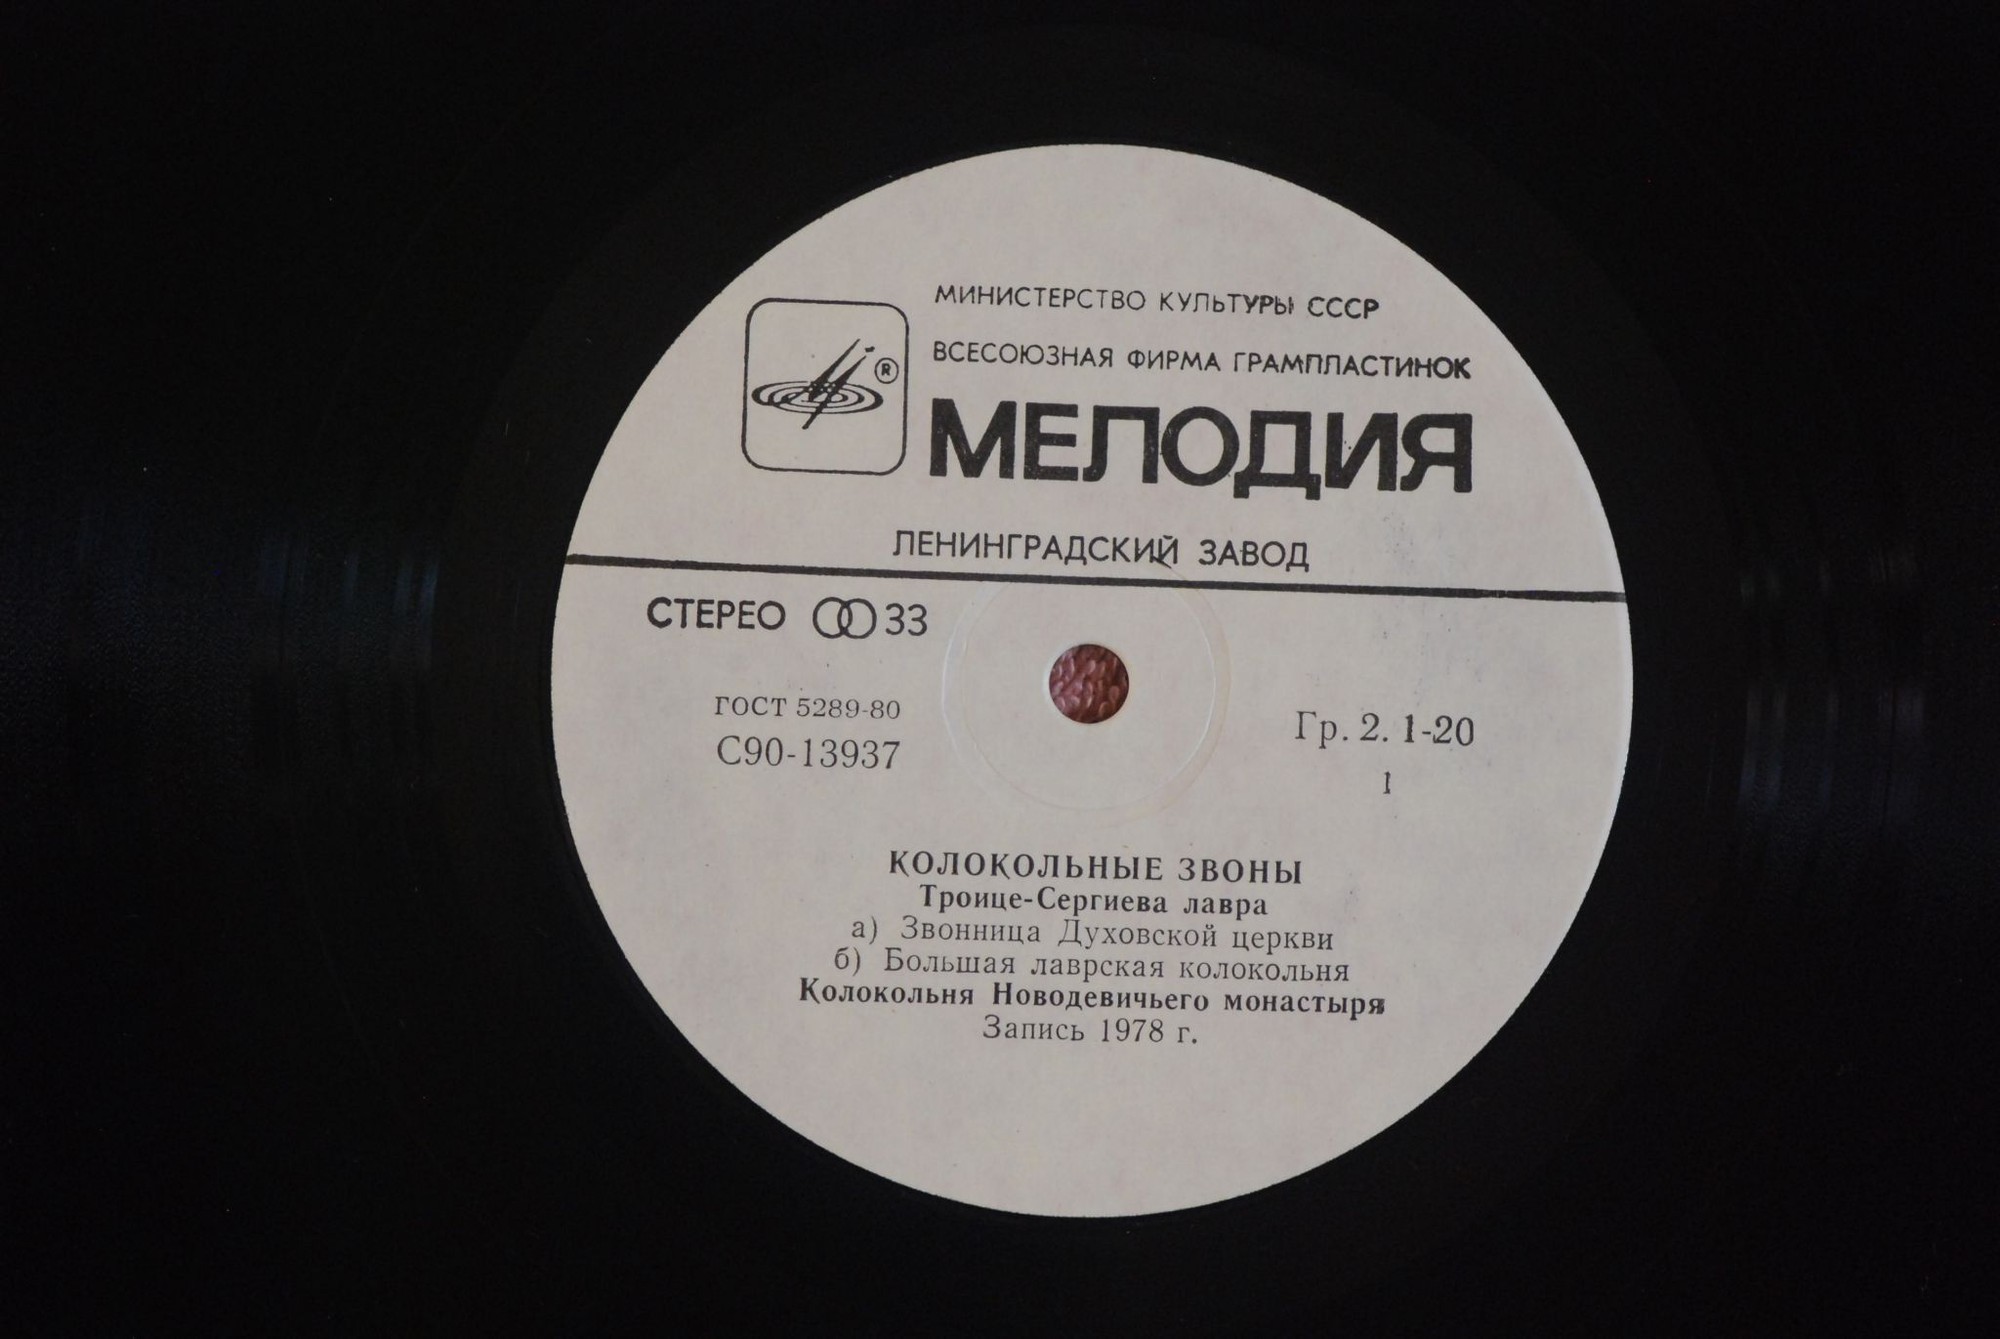 МИНИСТЕРСТВО КУЛЬТУРЫ СССР
ВСЕСОЮЗНАЯ ФИРМА ГРАМПЛАСТИНОК
®
МЕЛОДИЯ
ЛЕНИНГРАДСКИЙ ЗАВОД
СТЕРЕО 33
ГОСТ 5289-80
С90-13937
Гр. 2. 1-20
1
КОЛОКОЛЬНЫЕ ЗВОНЫ
Троице-Сергиева лавра
а) Звонница Духовской церкви
б) Большая лаврская колокольня
Колокольня Новодевичьего монастыря
Запись 1978 г.